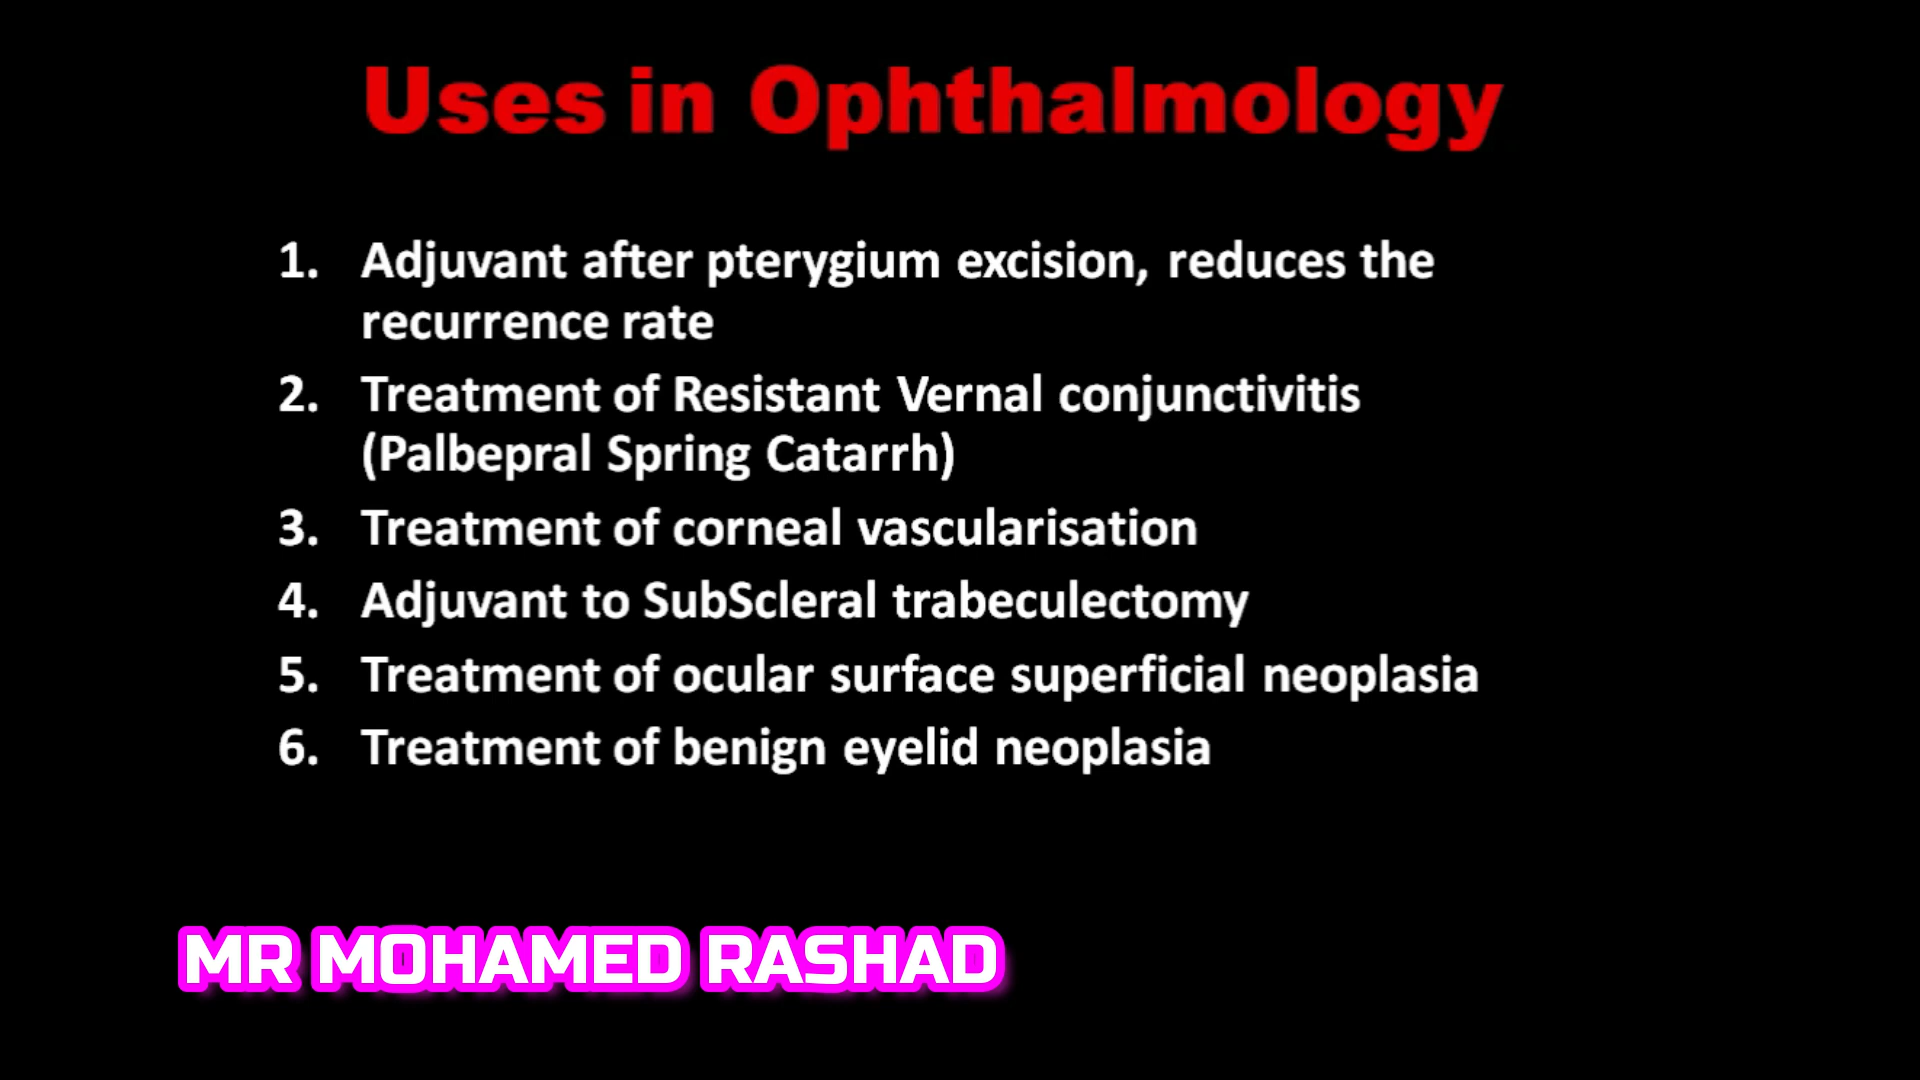 Uses in Ophthalmology
1. Adjuvant after pterygium excision, reduces the
recurrence rate
2. Treatment of Resistant Vernal conjunctivitis
(Palbepral Spring Catarrh)
3. Treatment of corneal vascularisation
4. Adjuvant to SubScleral trabeculectomy
5. Treatment of ocular surface superficial neoplasia
6. Treatment of benign eyelid neoplasia
MR MOHAMED RASHAD